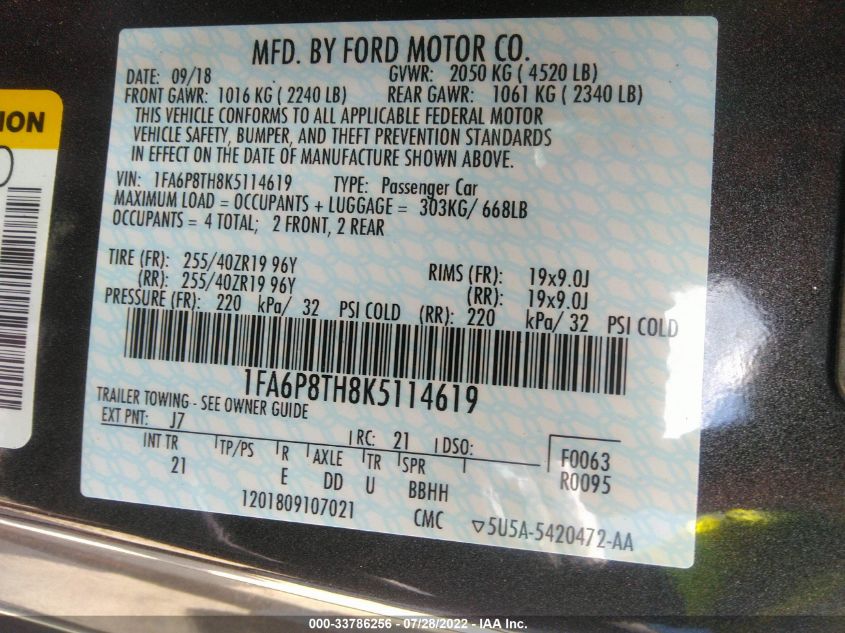 MFD. BY FORD MOTOR CO.
DATE: 09/18 GVWR: 2050 KG ( 4520 LB)
FRONT GAWR: 1016 KG ( 2240 LB) REAR GAWR: 1061 KG ( 2340 LB)
THIS VEHICLE CONFORMS TO ALL APPLICABLE FEDERAL MOTOR
VEHICLE SAFETY, BUMPER, AND THEFT PREVENTION STANDARDS
IN EFFECT ON THE DATE OF MANUFACTURE SHOWN ABOVE.
VIN: 1FA6P8TH8K5114619 TYPE: Passenger Car
MAXIMUM LOAD = OCCUPANTS + LUGGAGE = 303KG/ 668LB
OCCUPANTS = 4 TOTAL; 2 FRONT, 2 REAR
TIRE (FR): 255/40ZR19 96Y RIMS (FR): 19x9.0J
(RR): 255/40ZR19 96Y (RR): 19x9.0J
PRESSURE (FR): 220 kPa/ 32 PSI COLD (RR): 220 kPa/ 32 PSI COLD
1FA6P8TH8K5114619
TRAILER TOWING - SEE OWNER GUIDE
EXT PNT: J7 RC: 21 DSO:
INT TR TP/PS R AXLE TR SPR F0063
21 E DD U BBHH R0095
1201809107021 CMC ▽5U5A-5420472-AA
ION
000-33786256 - 07/28/2022 - IAA Inc.